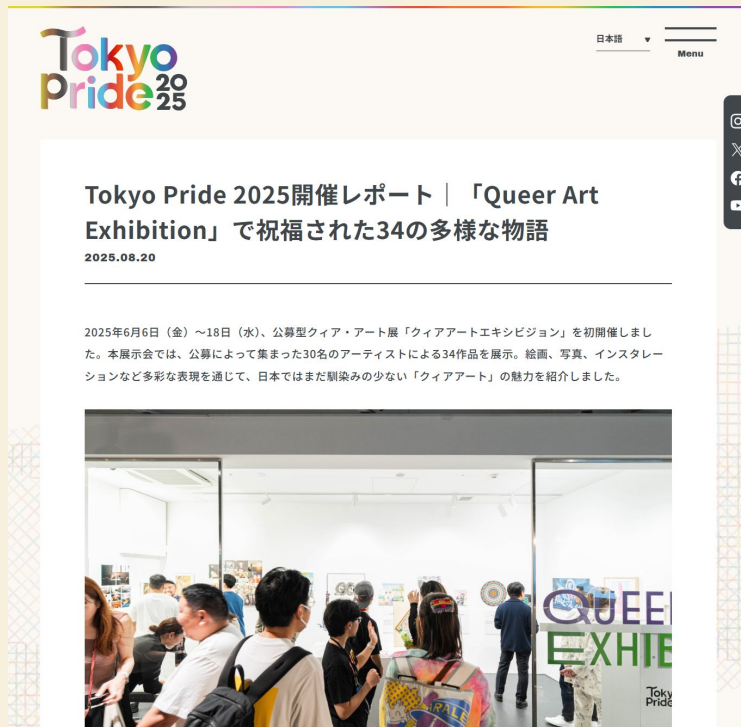 Tokyo
Pride 20
25
日本語 ▼
Menu
Tokyo Pride 2025開催レポート｜「Queer Art
Exhibition」で祝福された34の多様な物語
2025.08.20
2025年6月6日（金）〜18日（水）、公募型クィア・アート展「クィアアートエキシビジョン」を初開催しまし
た。本展示会では、公募によって集まった30名のアーティストによる34作品を展示。絵画、写真、インスタレー
ションなど多彩な表現を通じて、日本ではまだ馴染みの少ない「クィアアート」の魅力を紹介しました。
QUEE
EXHIB
Toky
Pride